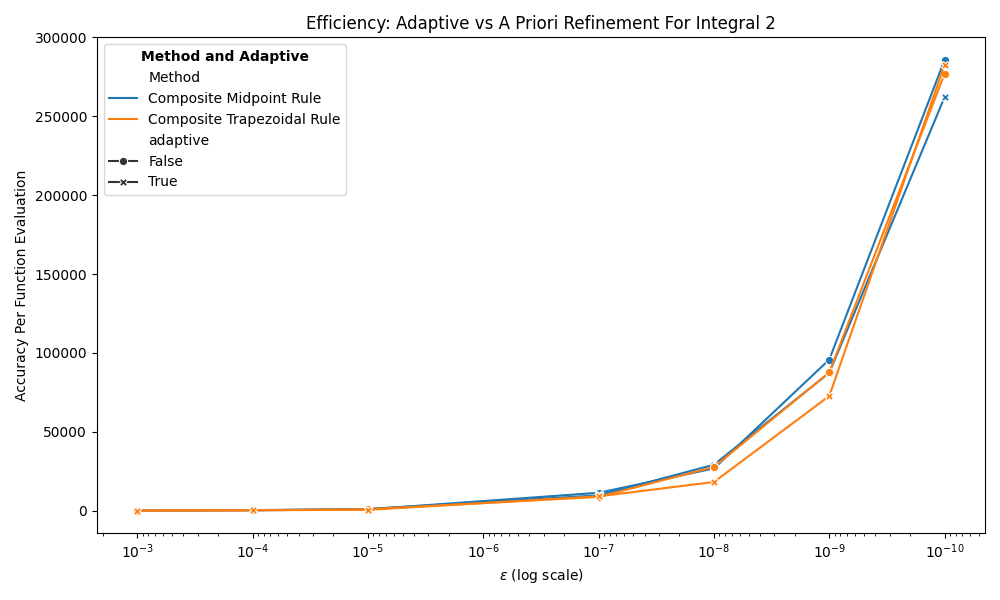 Efficiency: Adaptive vs A Priori Refinement For Integral 2
Accuracy Per Function Evaluation
300000
250000
200000
150000
100000
50000
0
Method and Adaptive
Method
Composite Midpoint Rule
Composite Trapezoidal Rule
adaptive
False
True
10⁻³ 10⁻⁴ 10⁻⁵ 10⁻⁶ 10⁻⁷ 10⁻⁸ 10⁻⁹ 10⁻¹⁰
ε (log scale)